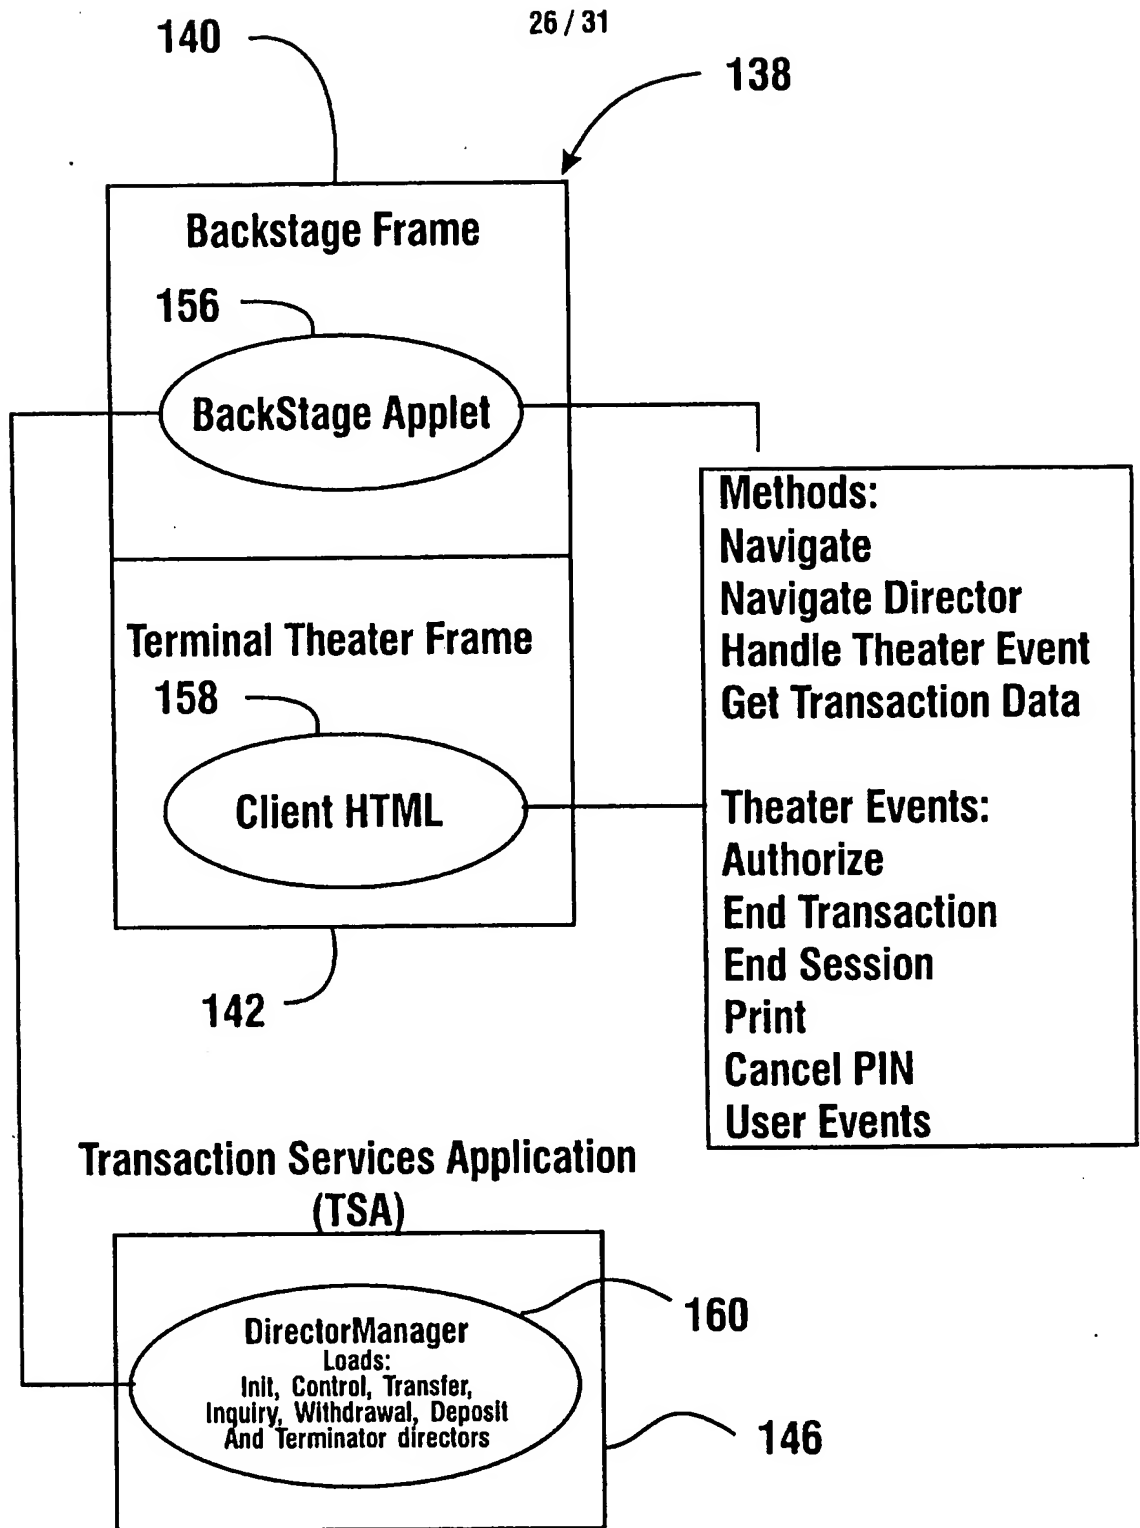 26 / 31
140
138
Backstage Frame
156
BackStage Applet
Methods:
Navigate
Navigate Director
Handle Theater Event
Get Transaction Data
Theater Events:
Authorize
End Transaction
End Session
Print
Cancel PIN
User Events
Terminal Theater Frame
158
Client HTML
142
Transaction Services Application
(TSA)
DirectorManager
Loads:
Init, Control, Transfer,
Inquiry, Withdrawal, Deposit
And Terminator directors
160
146